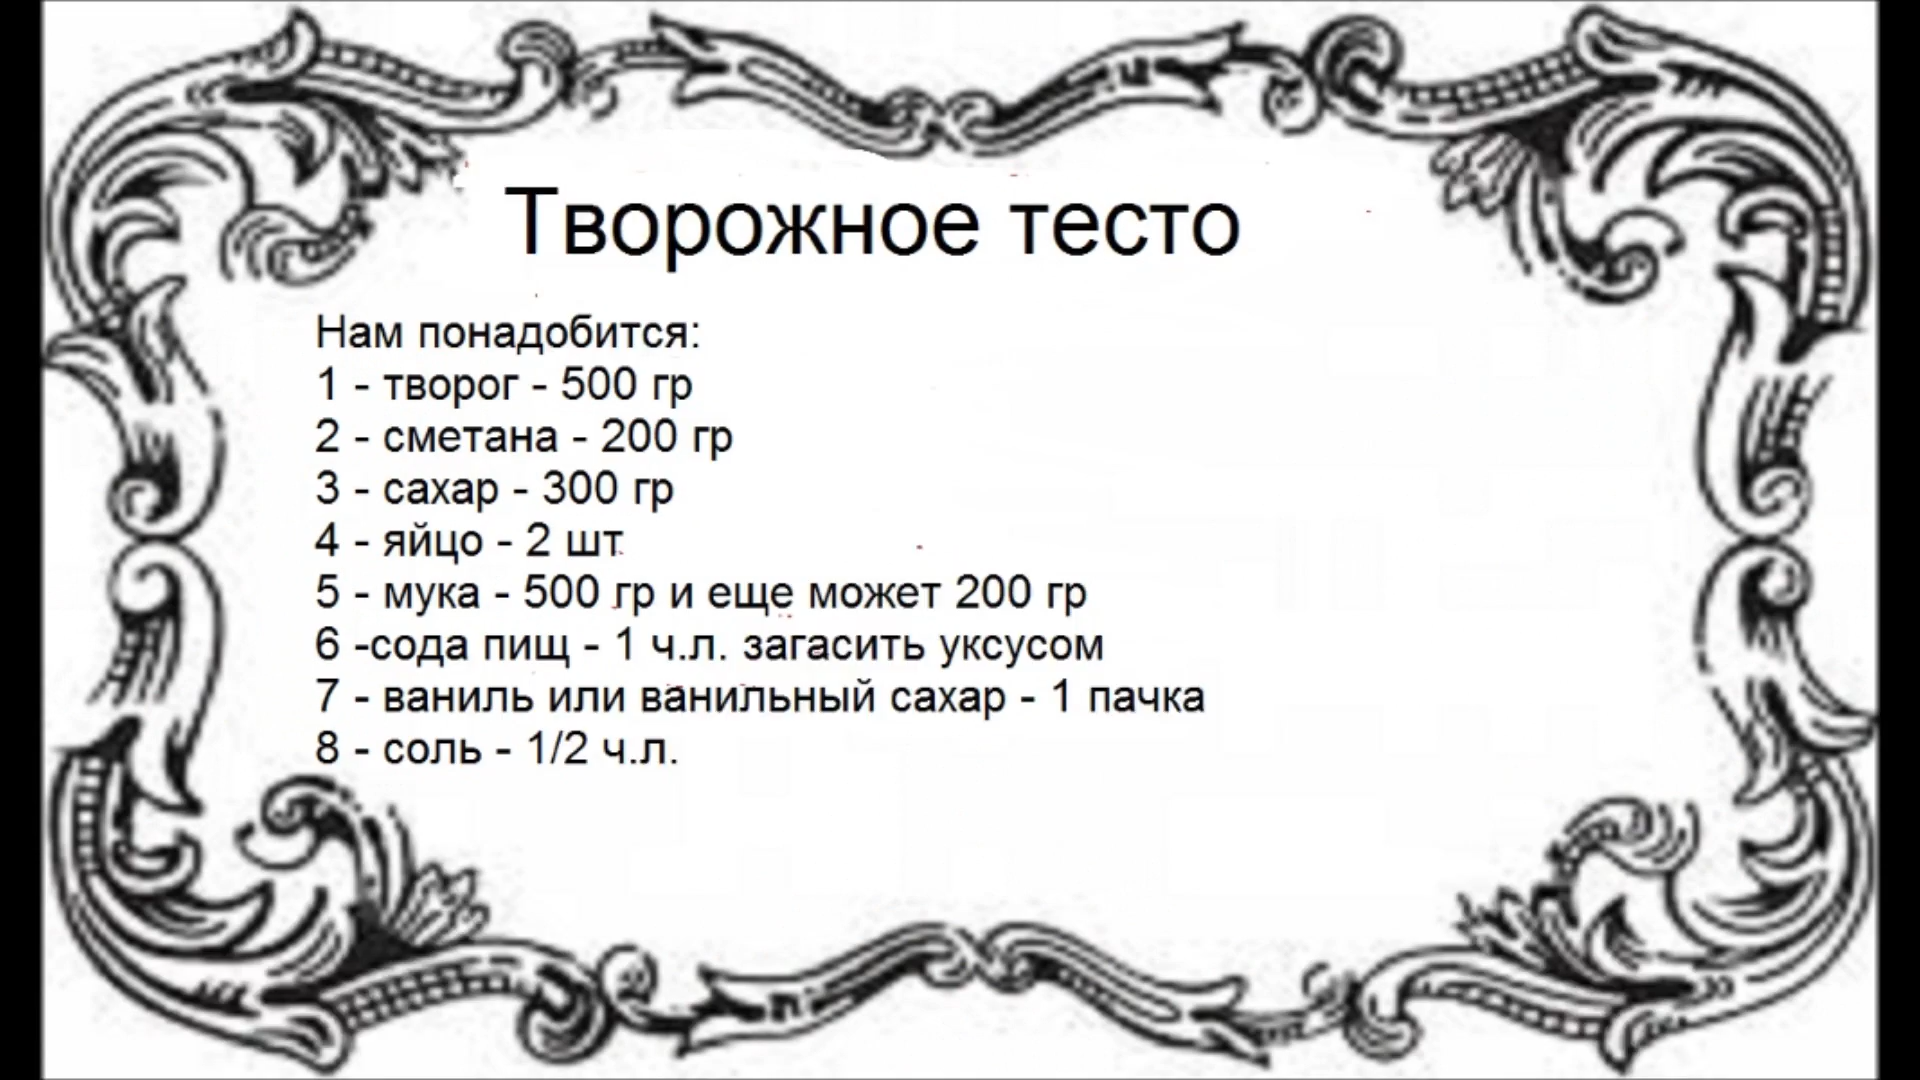 Творожное тесто
Нам понадобится:
1 - творог - 500 гр
2 - сметана - 200 гр
3 - сахар - 300 гр
4 - яйцо - 2 шт
5 - мука - 500 гр и еще может 200 гр
6 -сода пищ - 1 ч.л. загасить уксусом
7 - ваниль или ванильный сахар - 1 пачка
8 - соль - 1/2 ч.л.